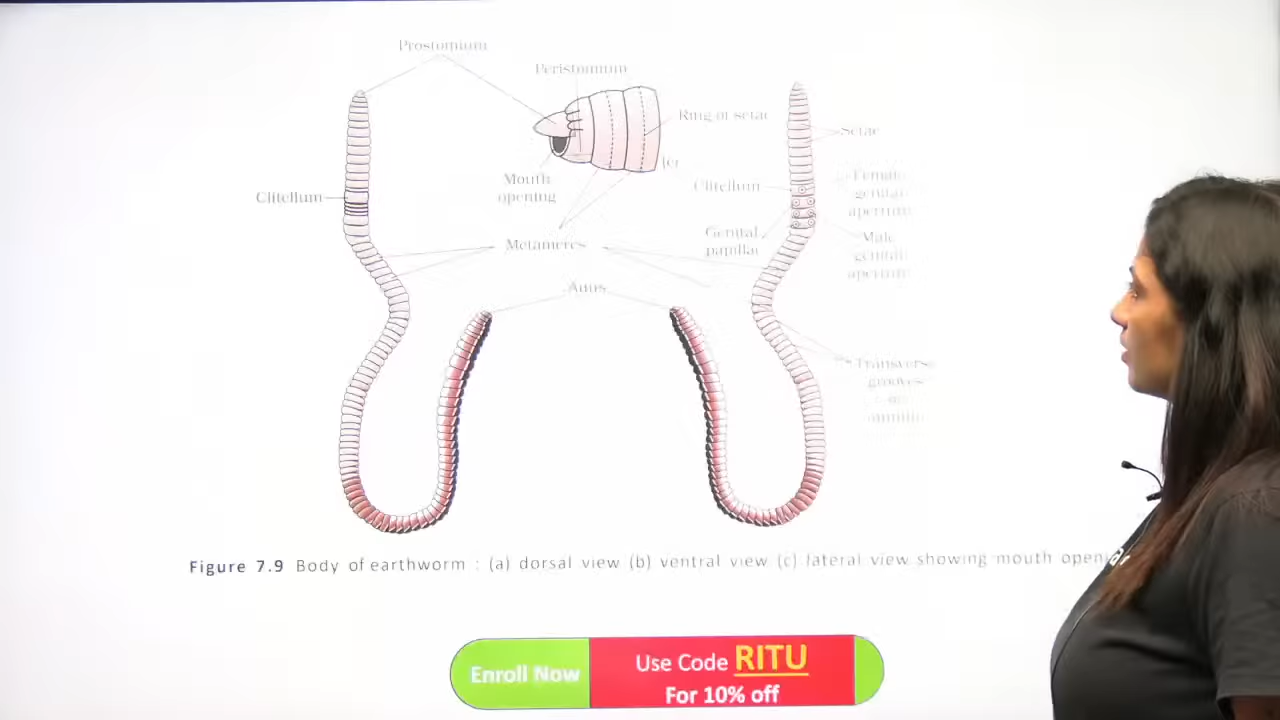 Prostomium
Peristomium
Ring of setae
Setae
Mouth
opening
Clitellum
Clitellum
Female
genital
aperture
Genital
papillae
Male
genital
aperture
Metameres
Anus
Transverse
grooves
Figure 7.9 Body of earthworm : (a) dorsal view (b) ventral view (c) lateral view showing mouth
Enroll Now
Use Code RITU
For 10% off